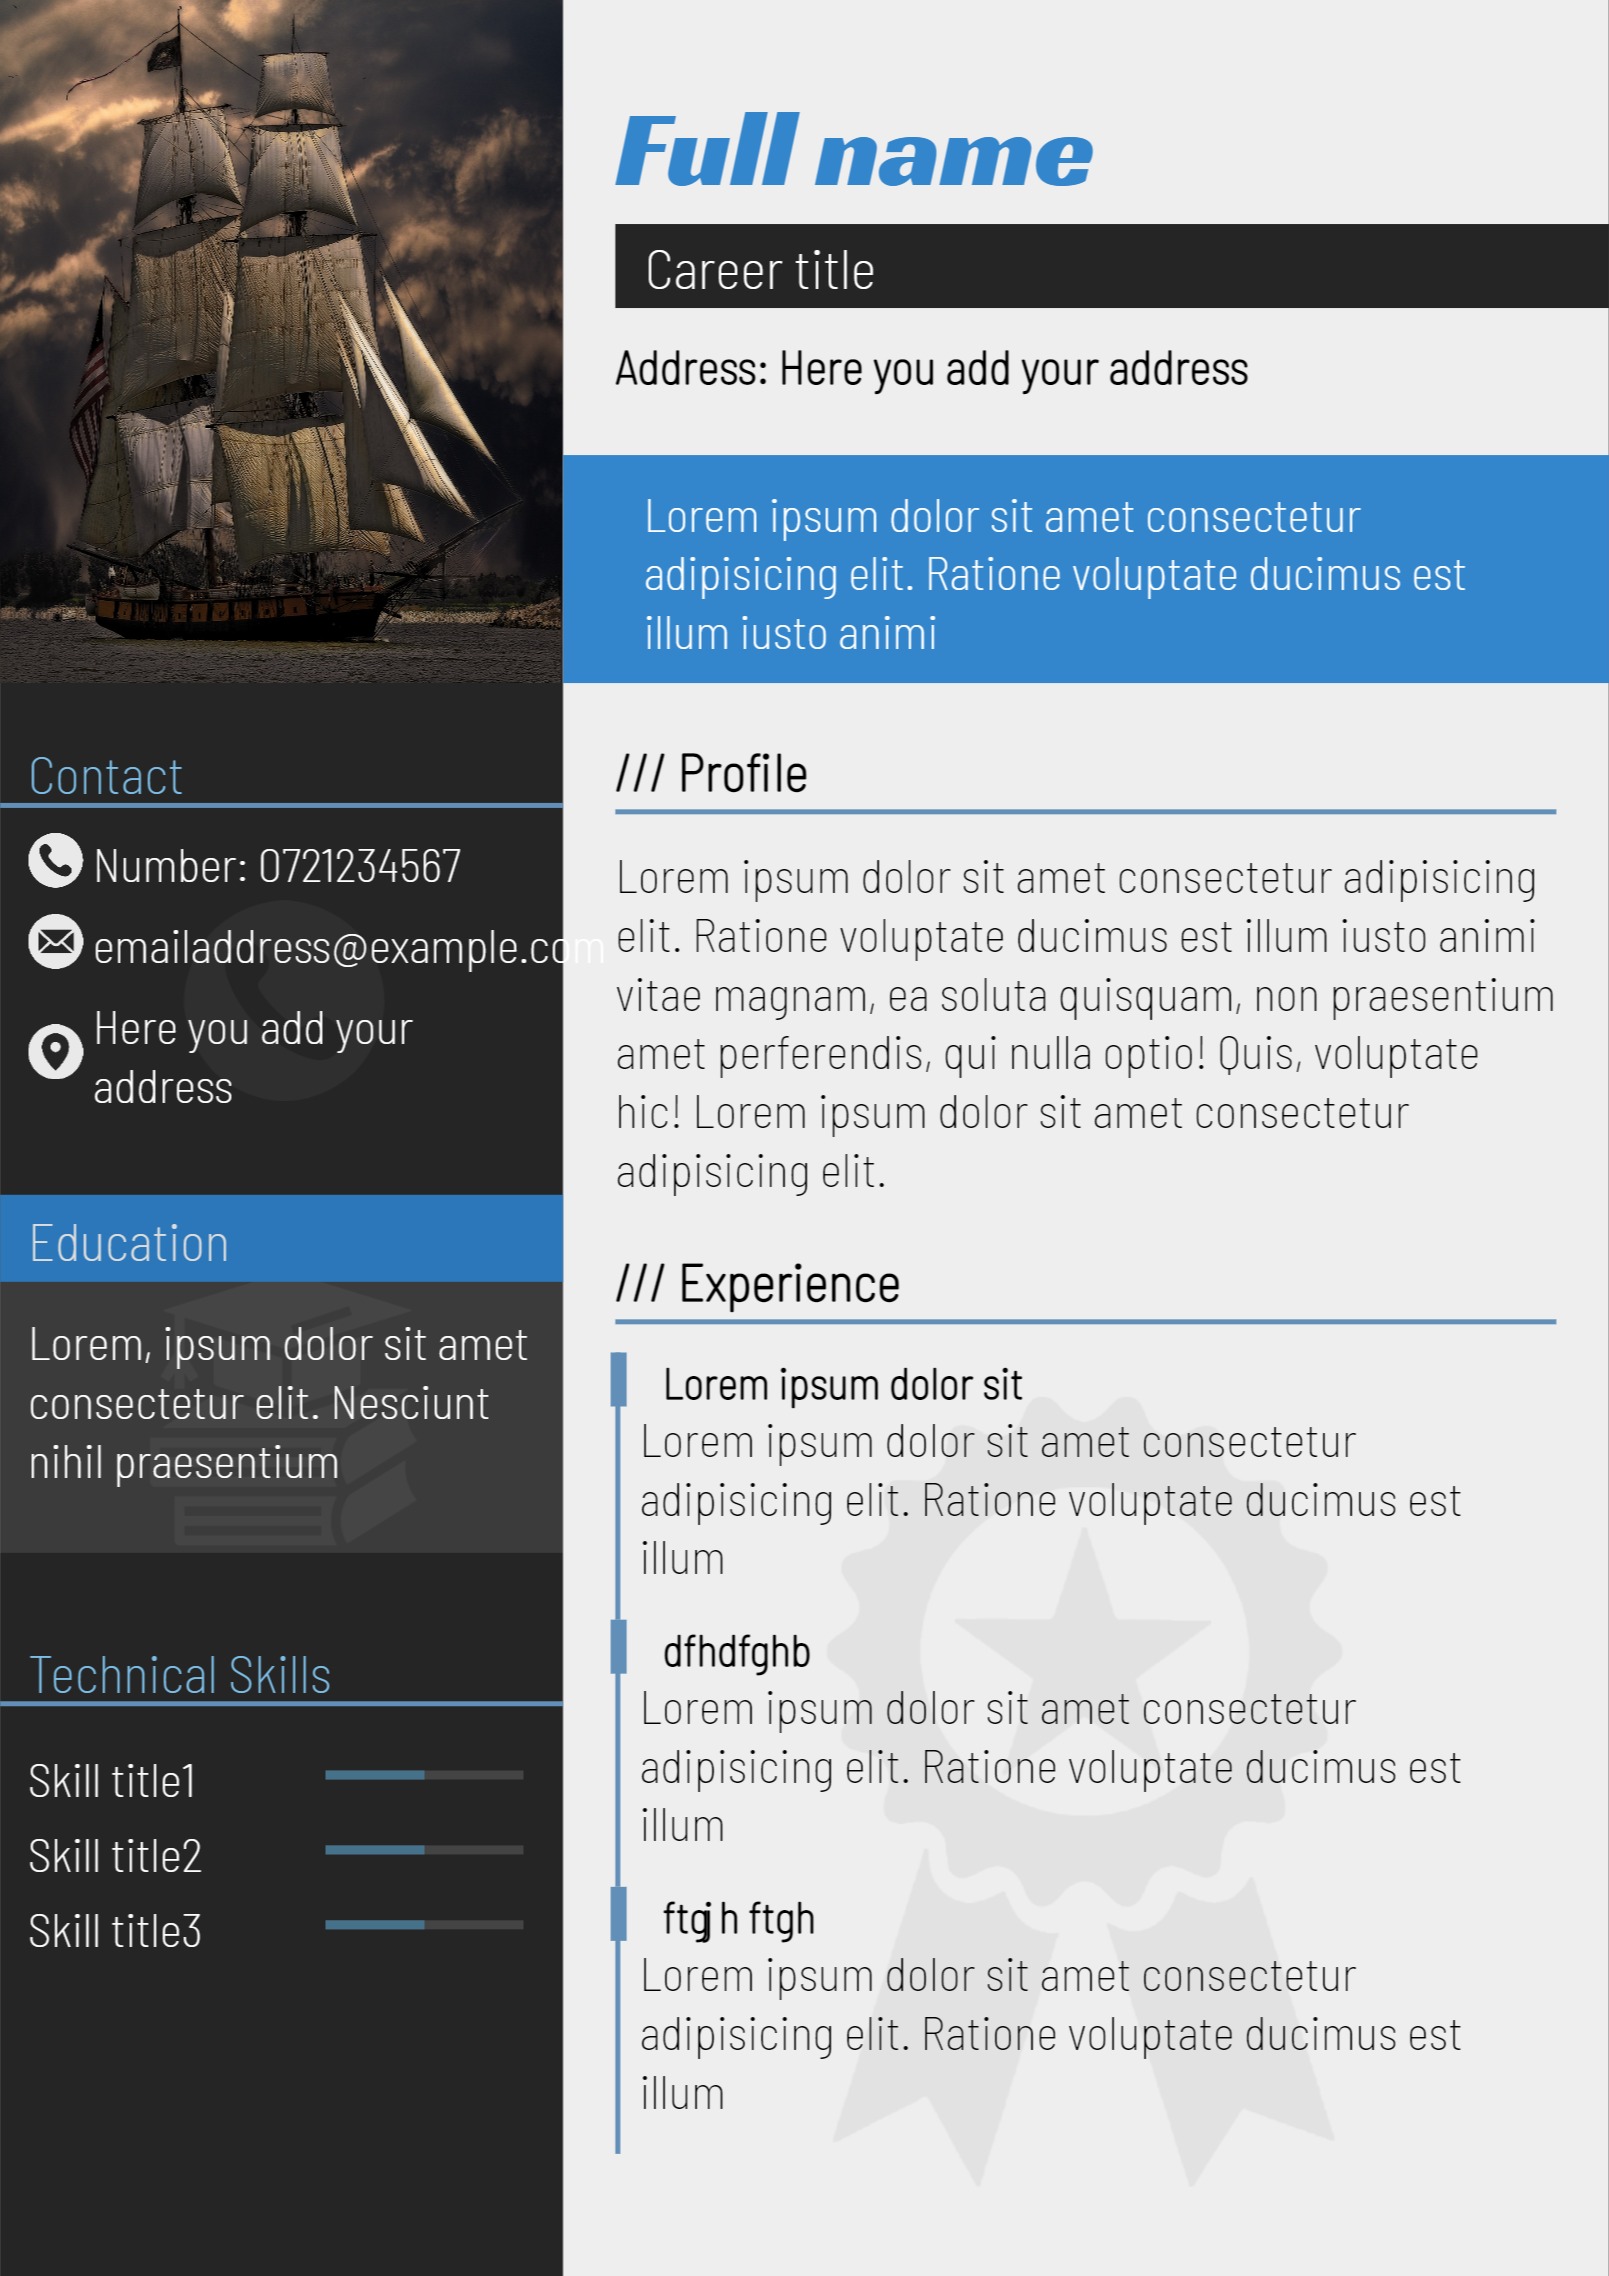 Full name
Career title
Address: Here you add your address
Lorem ipsum dolor sit amet consectetur
adipisicing elit. Ratione voluptate ducimus est
illum iusto animi
Contact
Number: 0721234567
emailaddress@example.com
Here you add your
address
Education
Lorem, ipsum dolor sit amet
consectetur elit. Nesciunt
nihil praesentium
Technical Skills
Skill title1
Skill title2
Skill title3
/// Profile
Lorem ipsum dolor sit amet consectetur adipisicing
elit. Ratione voluptate ducimus est illum iusto animi
vitae magnam, ea soluta quisquam, non praesentium
amet perferendis, qui nulla optio! Quis, voluptate
hic! Lorem ipsum dolor sit amet consectetur
adipisicing elit.
/// Experience
Lorem ipsum dolor sit
Lorem ipsum dolor sit amet consectetur
adipisicing elit. Ratione voluptate ducimus est
illum
dfhdfghb
Lorem ipsum dolor sit amet consectetur
adipisicing elit. Ratione voluptate ducimus est
illum
ftgj h ftgh
Lorem ipsum dolor sit amet consectetur
adipisicing elit. Ratione voluptate ducimus est
illum